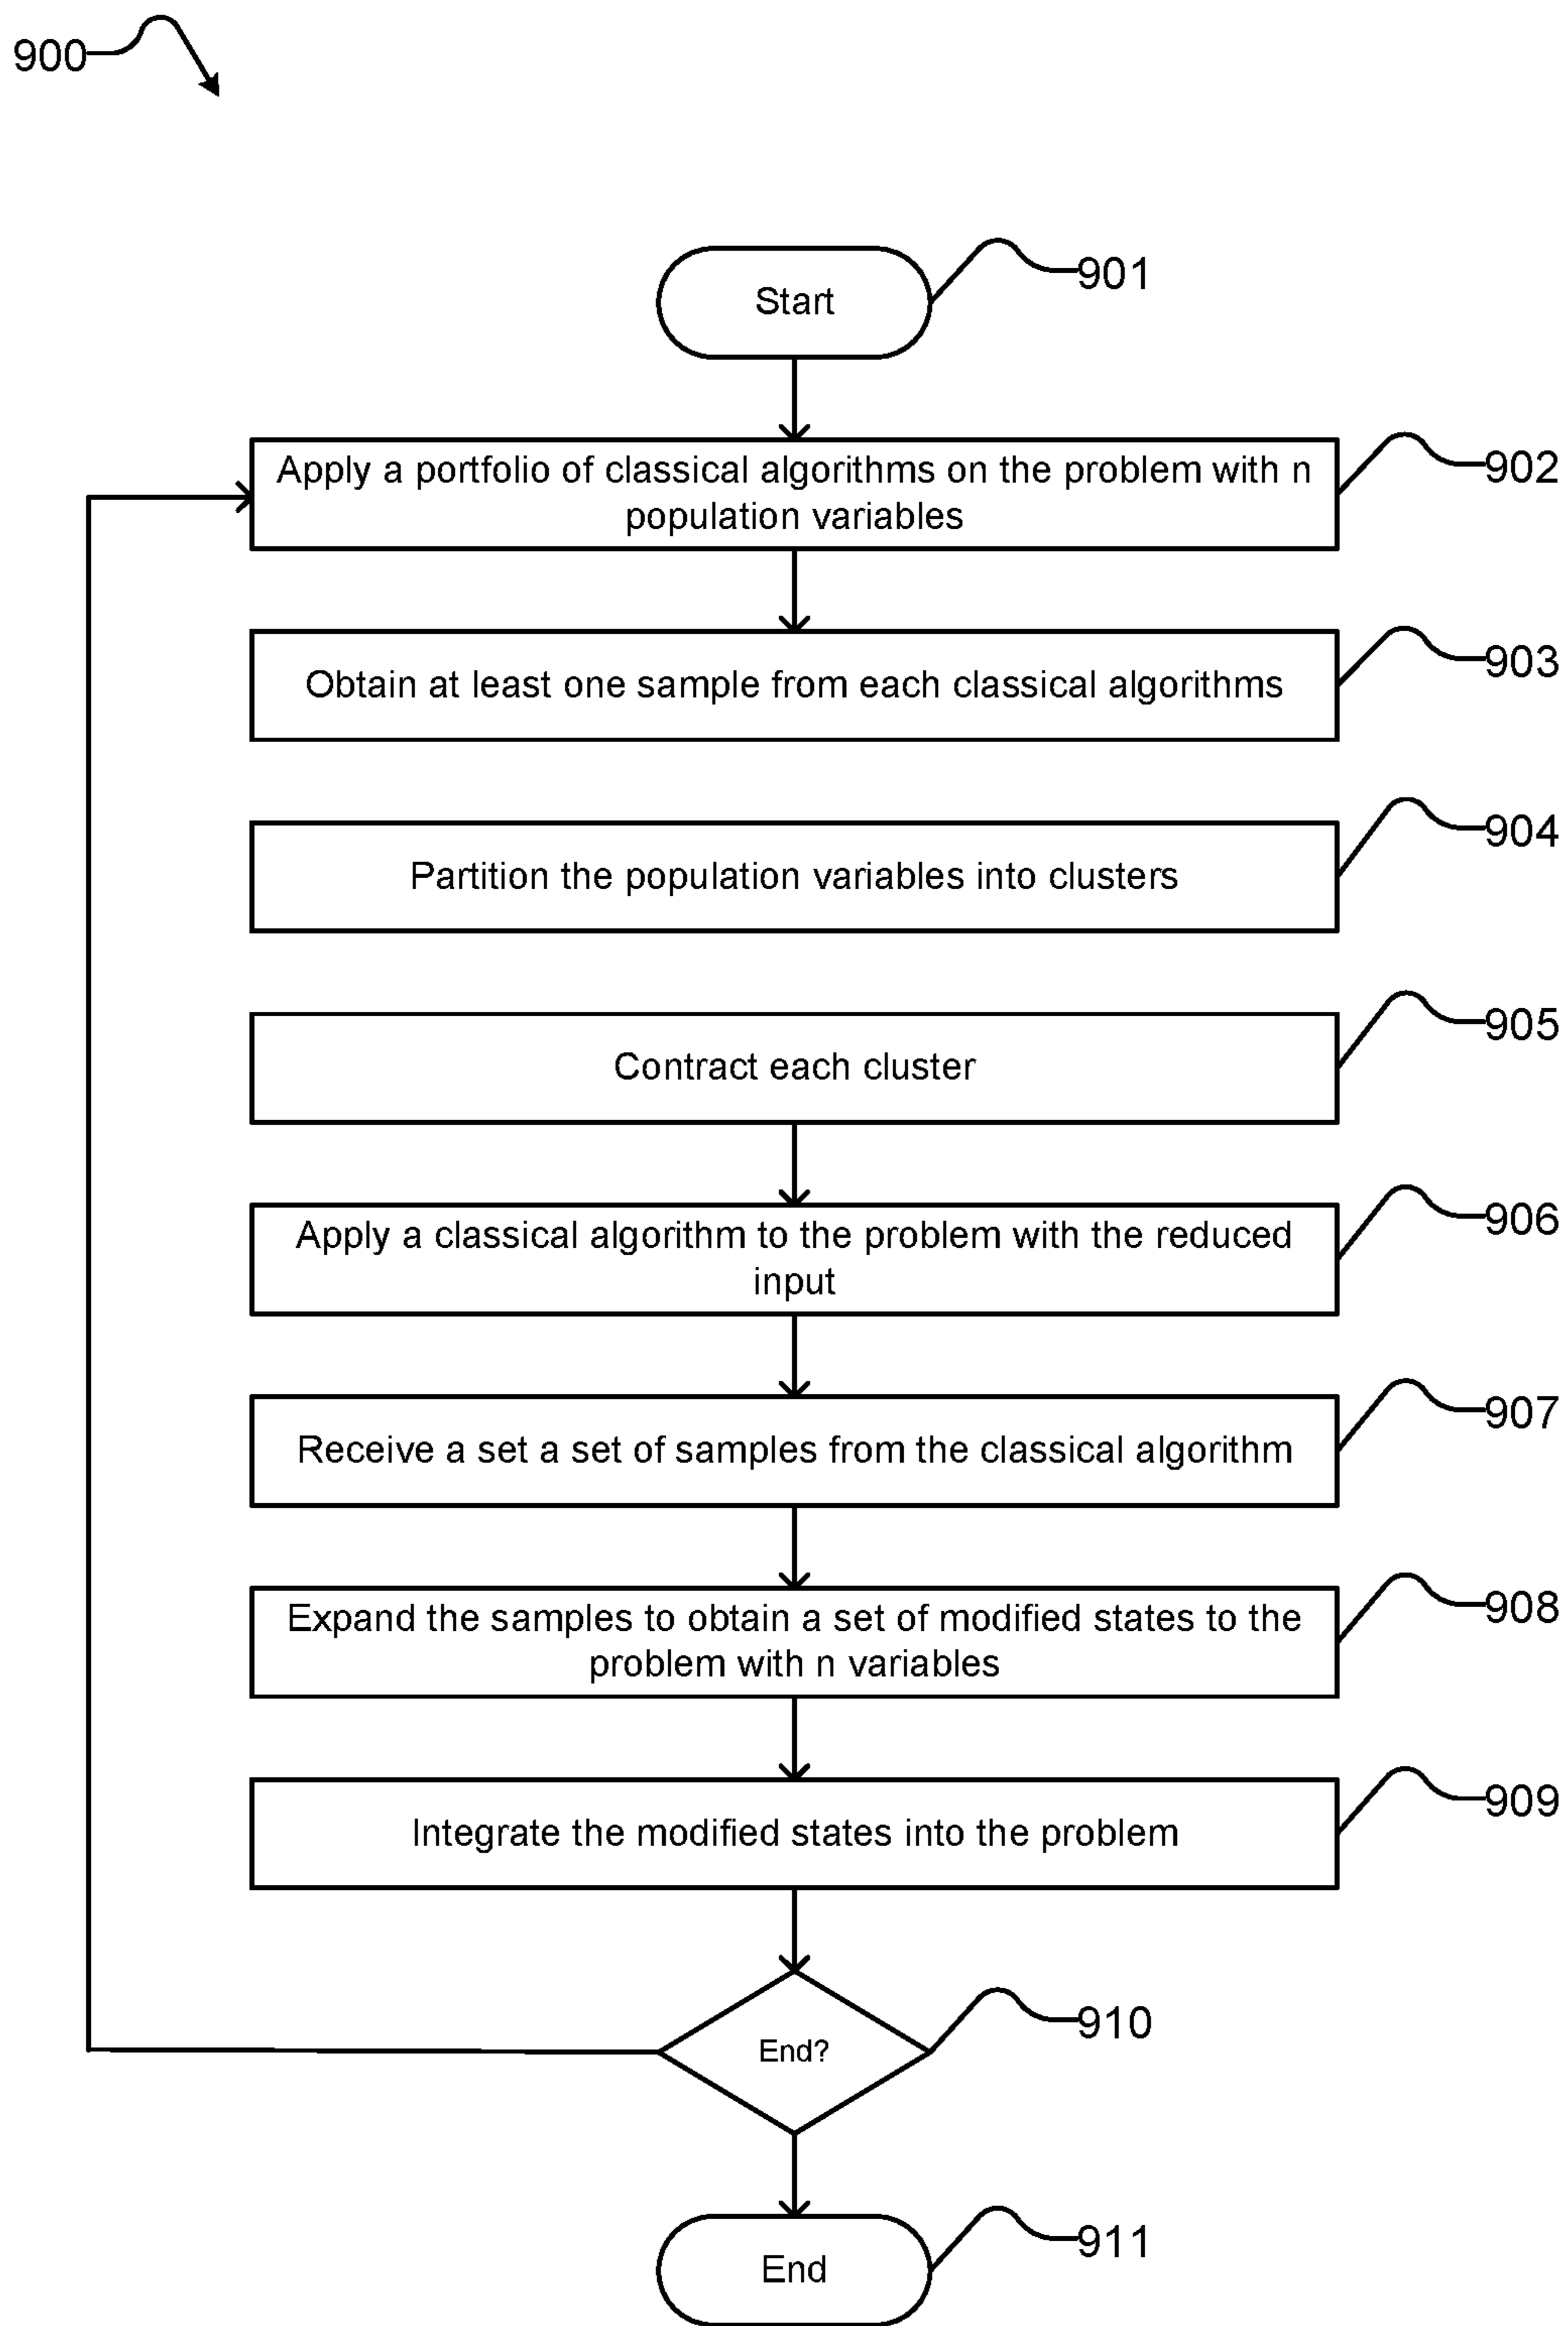 900
Start
901
Apply a portfolio of classical algorithms on the problem with n
population variables
902
Obtain at least one sample from each classical algorithms
903
Partition the population variables into clusters
904
Contract each cluster
905
Apply a classical algorithm to the problem with the reduced
input
906
Receive a set a set of samples from the classical algorithm
907
Expand the samples to obtain a set of modified states to the
problem with n variables
908
Integrate the modified states into the problem
909
End?
910
End
911